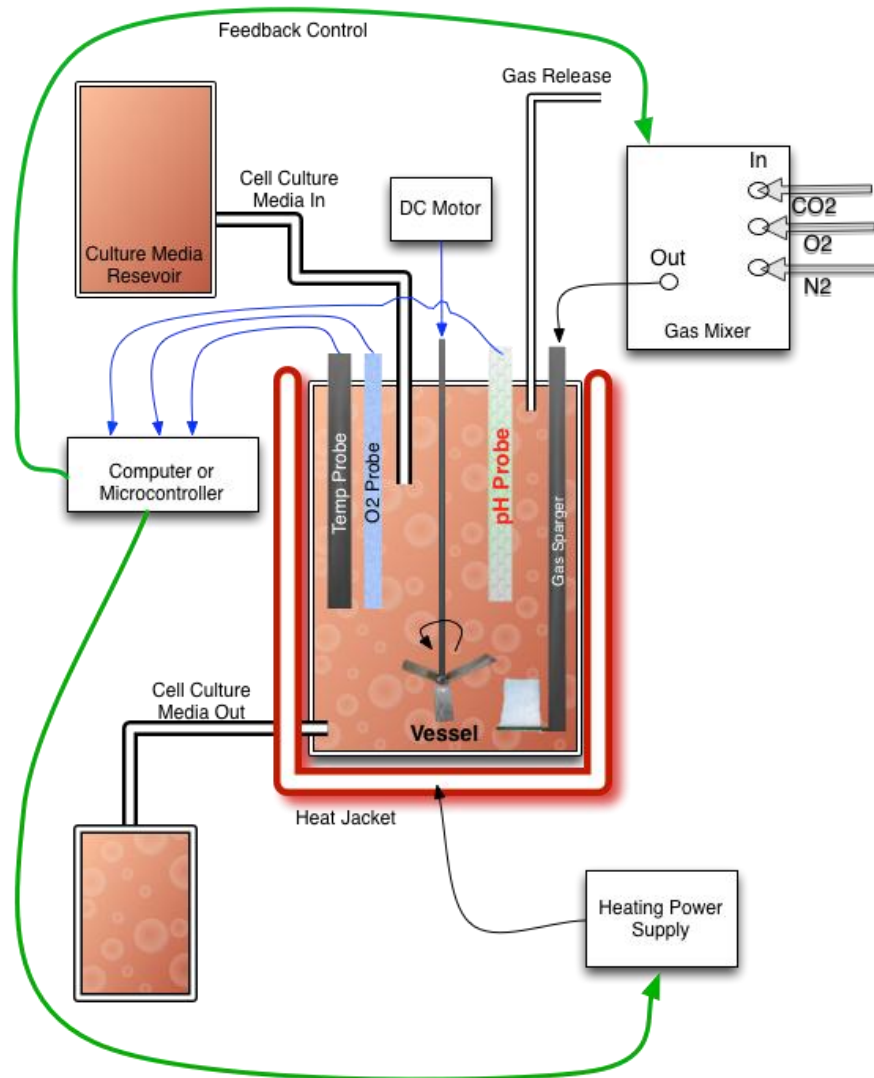 Feedback Control
Gas Release
In
CO2
O2
N2
Out
Gas Mixer
Cell Culture
Media In
DC Motor
Culture Media
Resevoir
Computer or
Microcontroller
Temp Probe
O2 Probe
pH Probe
Gas Sparger
Cell Culture
Media Out
Vessel
Heat Jacket
Heating Power
Supply